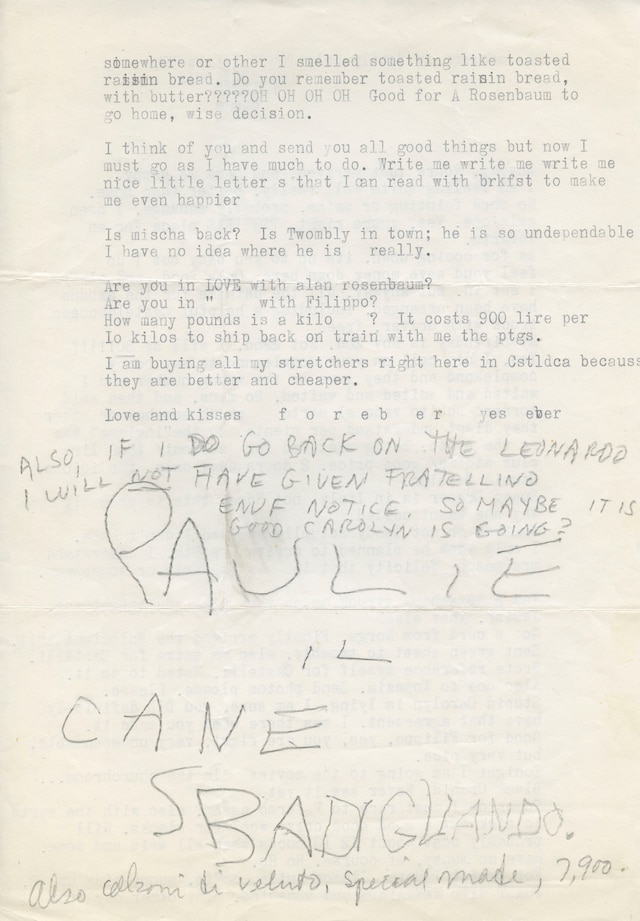 somewhere or other I smelled something like toasted
raisin bread. Do you remember toasted raisin bread,
with butter?????OH OH OH OH Good for A Rosenbaum to
go home, wise decision.
I think of you and send you all good things but now I
must go as I have much to do. Write me write me write me
nice little letter s that I can read with brkfst to make
me even happier
Is mischa back? Is Twombly in town; he is so undependable
I have no idea where he is really.
Are you in LOVE with alan rosenbaum?
Are you in " with Filippo?
How many pounds is a kilo ? It costs 900 lire per
Io kilos to ship back on train with me the ptgs.
I am buying all my stretchers right here in Cstldca becauss
they are better and cheaper.
Love and kisses f o r e b er yes ever
ALSO, IF I DO GO BACK ON THE LEONARDO
I WILL NOT HAVE GIVEN FRATELLINO
ENUF NOTICE. SO MAYBE IT IS
GOOD CAROLYN IS GOING?
PAULIE
IL
CANE
SBADIGLIANDO.
Also calzoni di veluto, special made, 7,900.